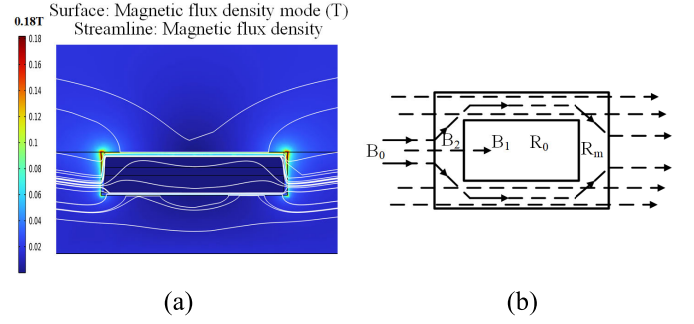 Surface: Magnetic flux density mode (T)
Streamline: Magnetic flux density
0.18T
0.18
0.16
0.14
0.12
0.10
0.08
0.06
0.04
0.02
B0
B2
B1
R0
Rm
(a)
(b)